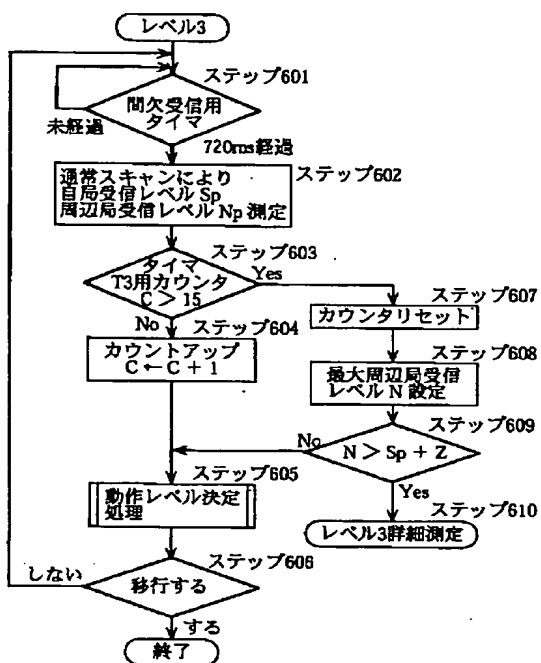 レベル3
ステップ601
間欠受信用
タイマ
未経過
720ms経過
ステップ602
通常スキャンにより
自局受信レベル Sp
周辺局受信レベル Np 測定
ステップ603
タイマ
T3用カウンタ
C > 15
Yes
No
ステップ604
カウントアップ
C ← C + 1
ステップ607
カウンタリセット
ステップ608
最大周辺局受信
レベル N 設定
ステップ609
N > Sp + Z
No
Yes
ステップ605
動作レベル決定
処理
ステップ610
レベル3詳細測定
ステップ606
しない
移行する
する
終了